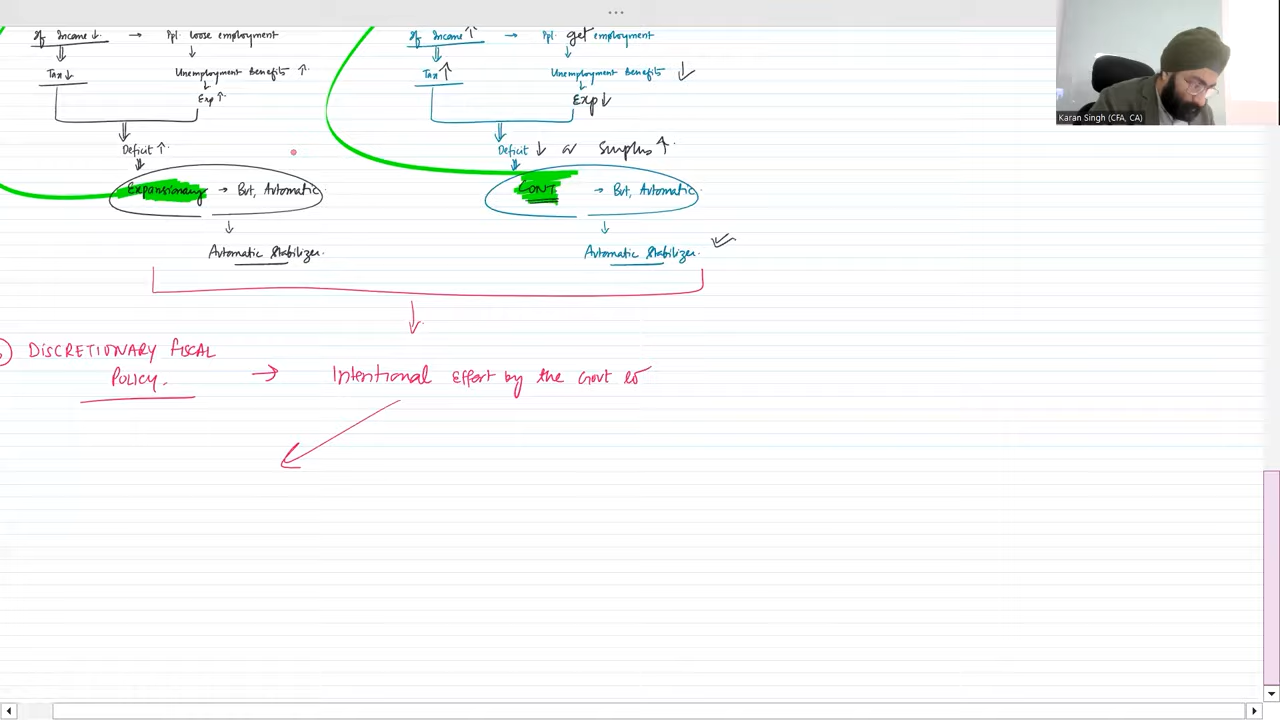 ...
If Income ↓ → Ppl. loose employment
Tax ↓ Unemployment Benefits ↑
Exp ↑
Deficit ↑
Expansionary → But, Automatic
Automatic Stabilizer.
If Income ↑ → Ppl. get employment
Tax ↑ Unemployment Benefits ↓
Exp ↓
Deficit ↓ or Surplus ↑
CONT → But, Automatic
Automatic Stabilizer.
DISCRETIONARY FISCAL
POLICY. → Intentional Effort by the Govt to
Karan Singh (CFA, CA)